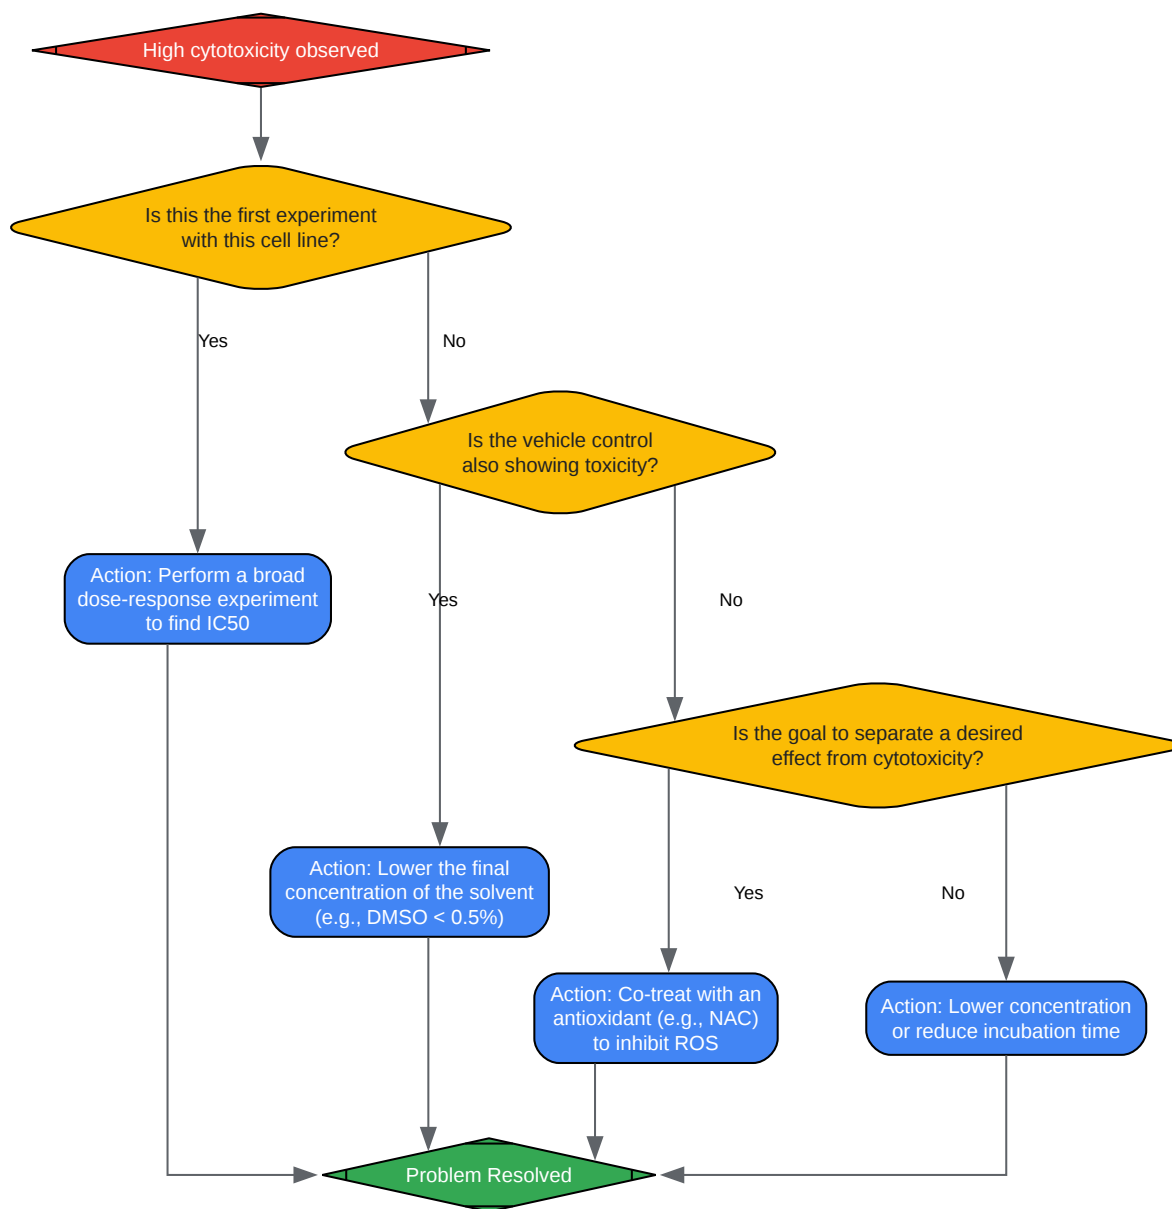 High cytotoxicity observed
Is this the first experiment
with this cell line?
Yes
No
Is the vehicle control
also showing toxicity?
Action: Perform a broad
dose-response experiment
to find IC50
Yes
No
Is the goal to separate a desired
effect from cytotoxicity?
Action: Lower the final
concentration of the solvent
(e.g., DMSO < 0.5%)
Yes
No
Action: Co-treat with an
antioxidant (e.g., NAC)
to inhibit ROS
Action: Lower concentration
or reduce incubation time
Problem Resolved